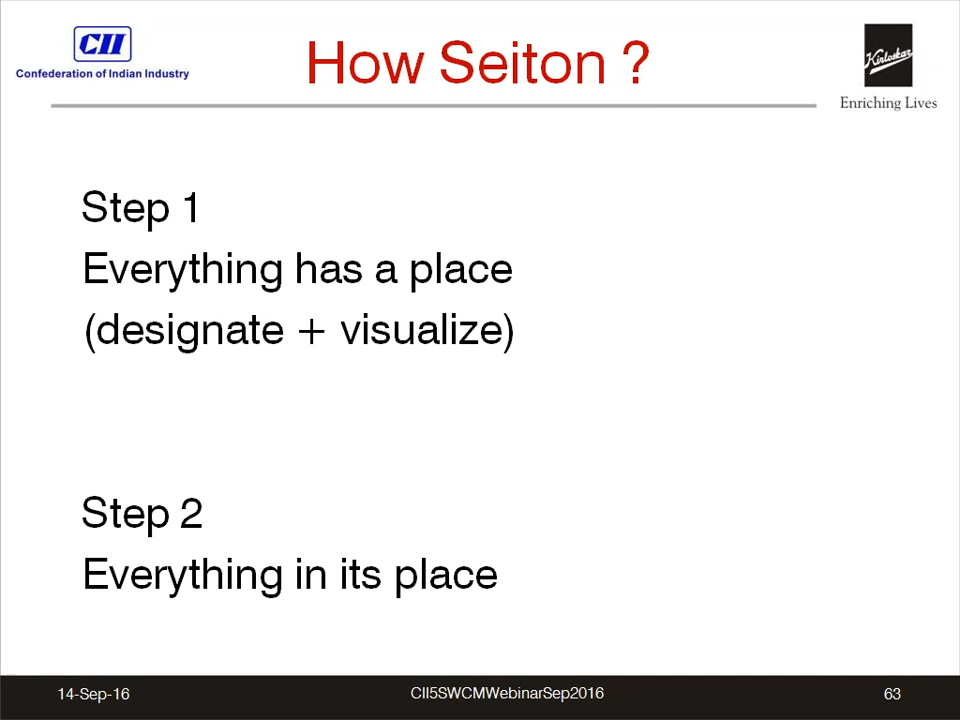 CII
Confederation of Indian Industry
How Seiton ?
Kirloskar
Enriching Lives
Step 1
Everything has a place
(designate + visualize)
Step 2
Everything in its place
14-Sep-16
CII5SWCMWebinarSep2016
63